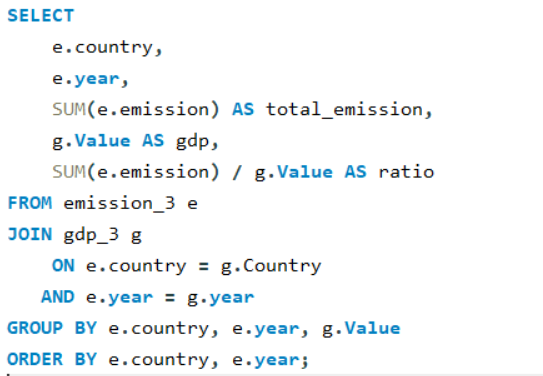 SELECT
e.country,
e.year,
SUM(e.emission) AS total_emission,
g.Value AS gdp,
SUM(e.emission) / g.Value AS ratio
FROM emission_3 e
JOIN gdp_3 g
ON e.country = g.Country
AND e.year = g.year
GROUP BY e.country, e.year, g.Value
ORDER BY e.country, e.year;